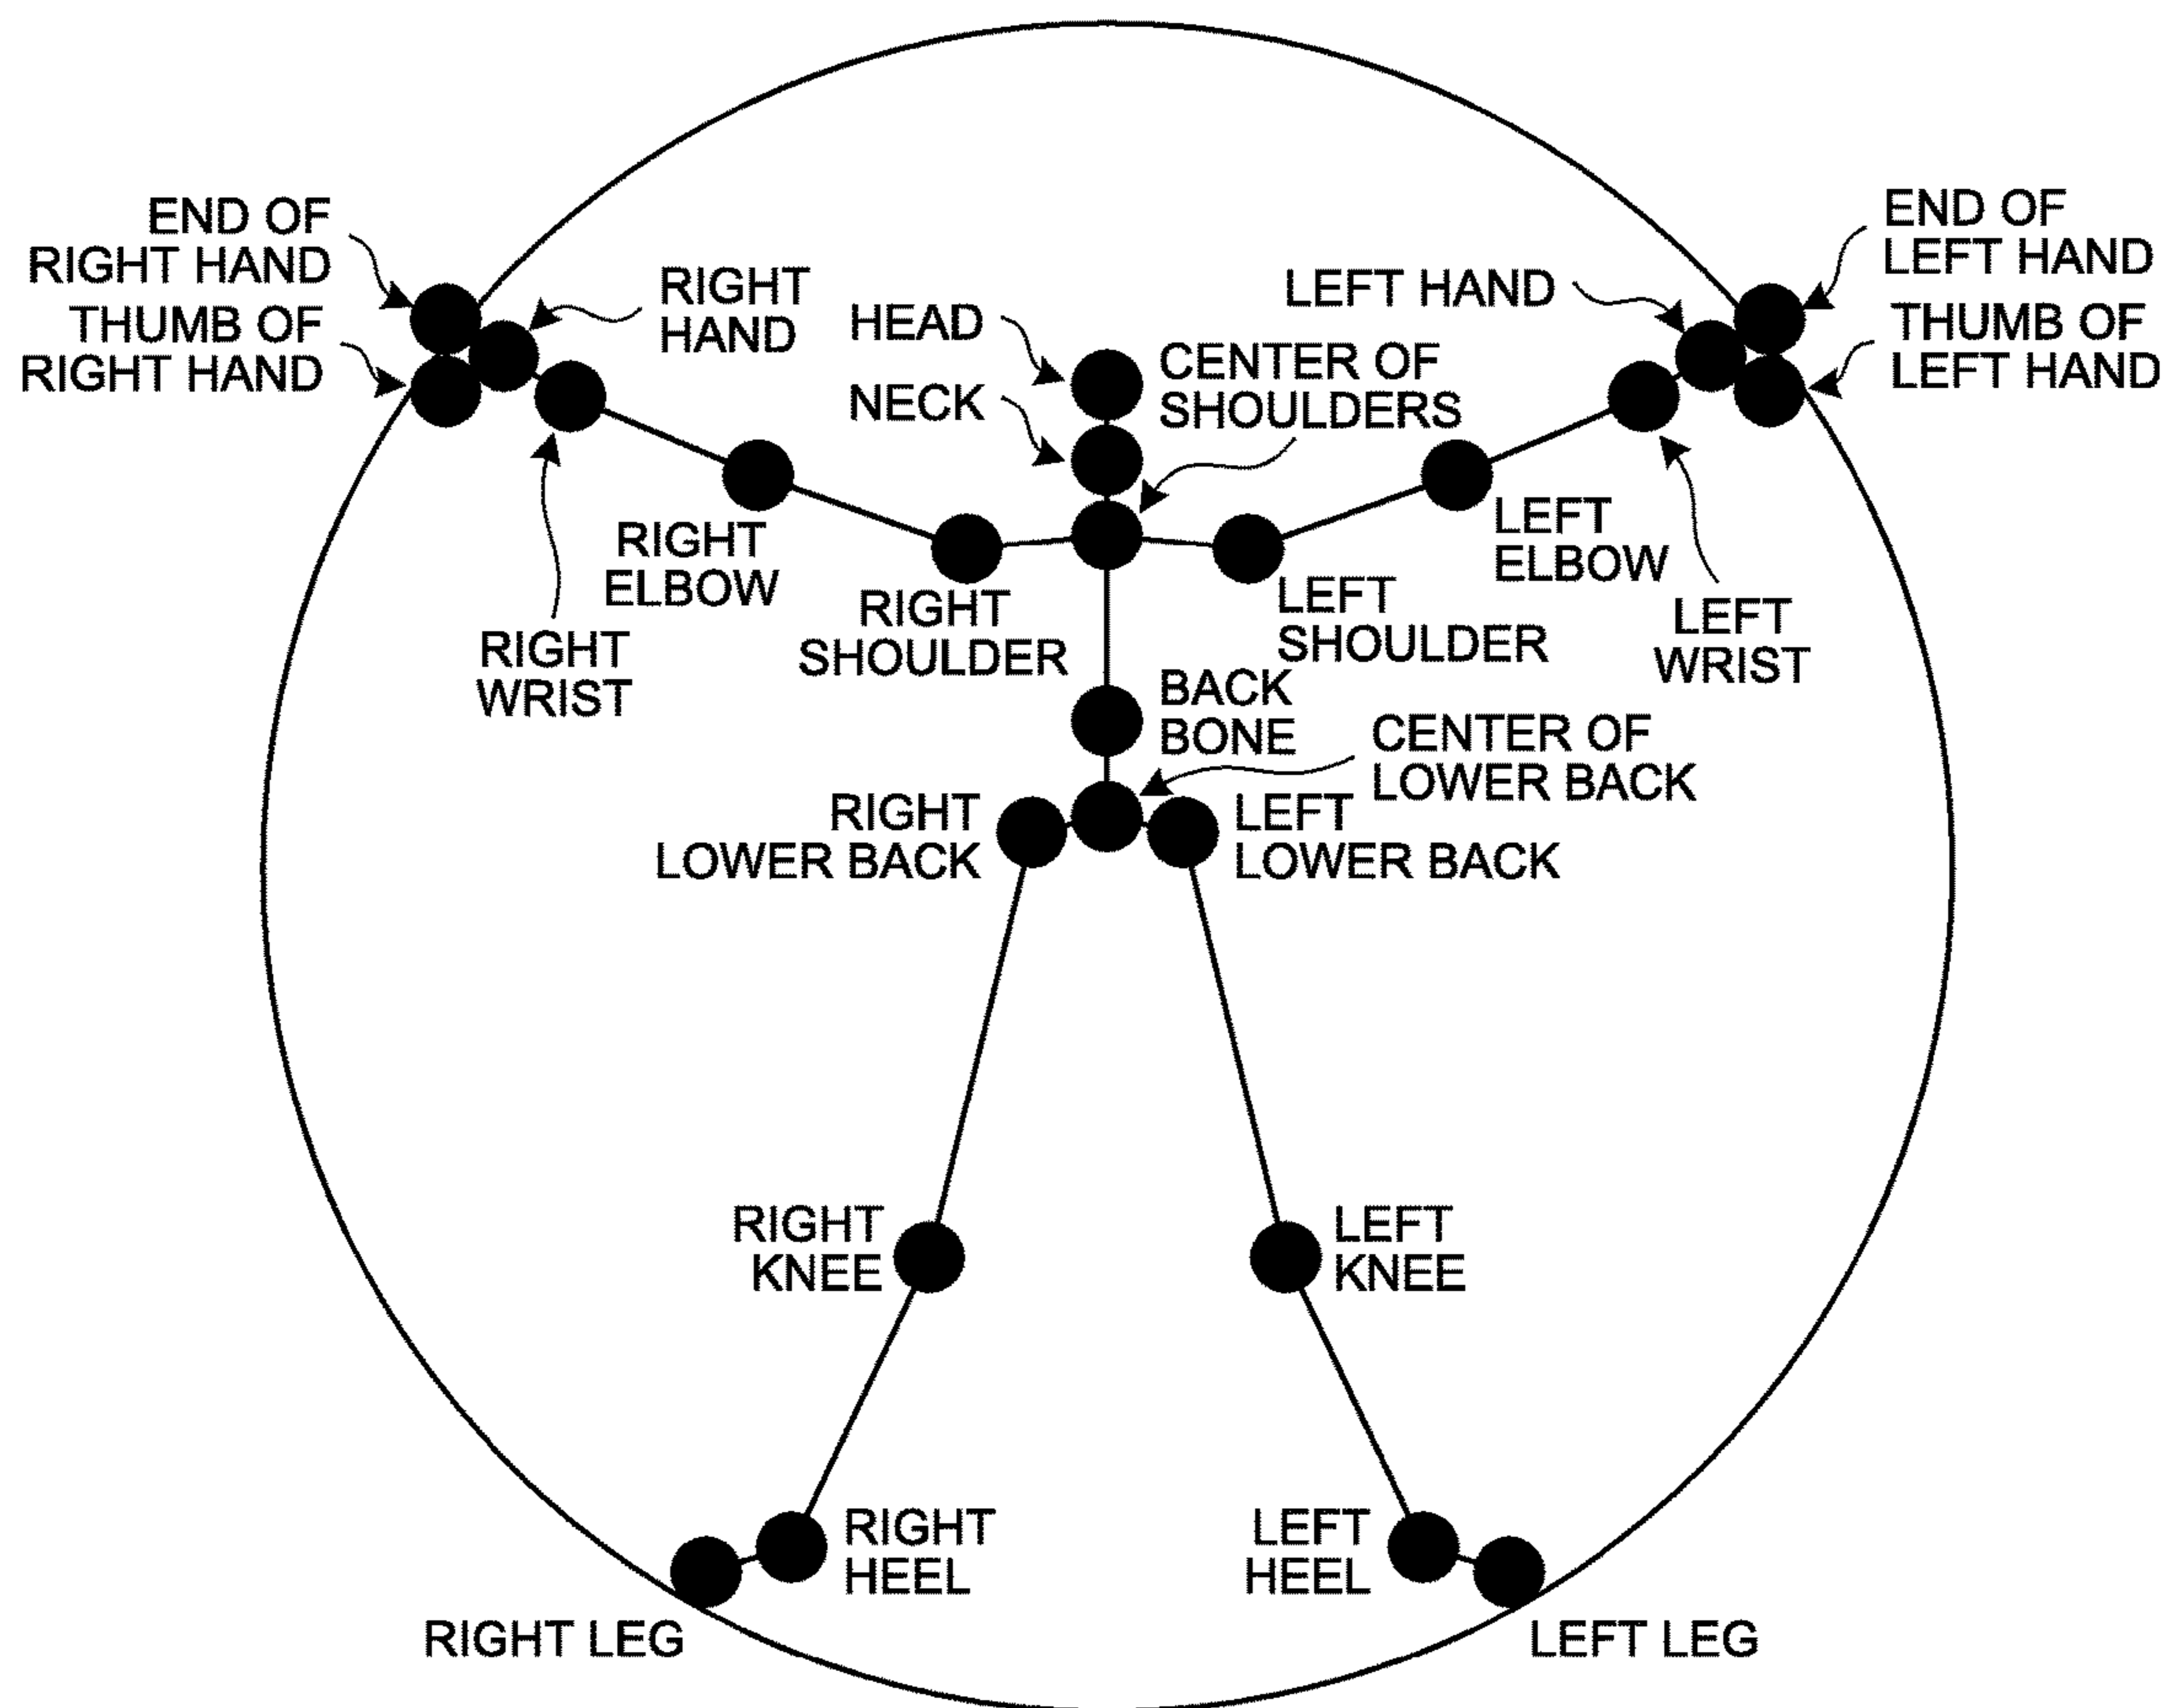 END OF
RIGHT HAND
THUMB OF
RIGHT HAND
RIGHT
HAND
HEAD
NECK
CENTER OF
SHOULDERS
LEFT HAND
END OF
LEFT HAND
THUMB OF
LEFT HAND
RIGHT
ELBOW
RIGHT
WRIST
RIGHT
SHOULDER
LEFT
SHOULDER
LEFT
ELBOW
LEFT
WRIST
BACK
BONE
CENTER OF
LOWER BACK
RIGHT
LOWER BACK
LEFT
LOWER BACK
RIGHT
KNEE
LEFT
KNEE
RIGHT
HEEL
LEFT
HEEL
RIGHT LEG
LEFT LEG